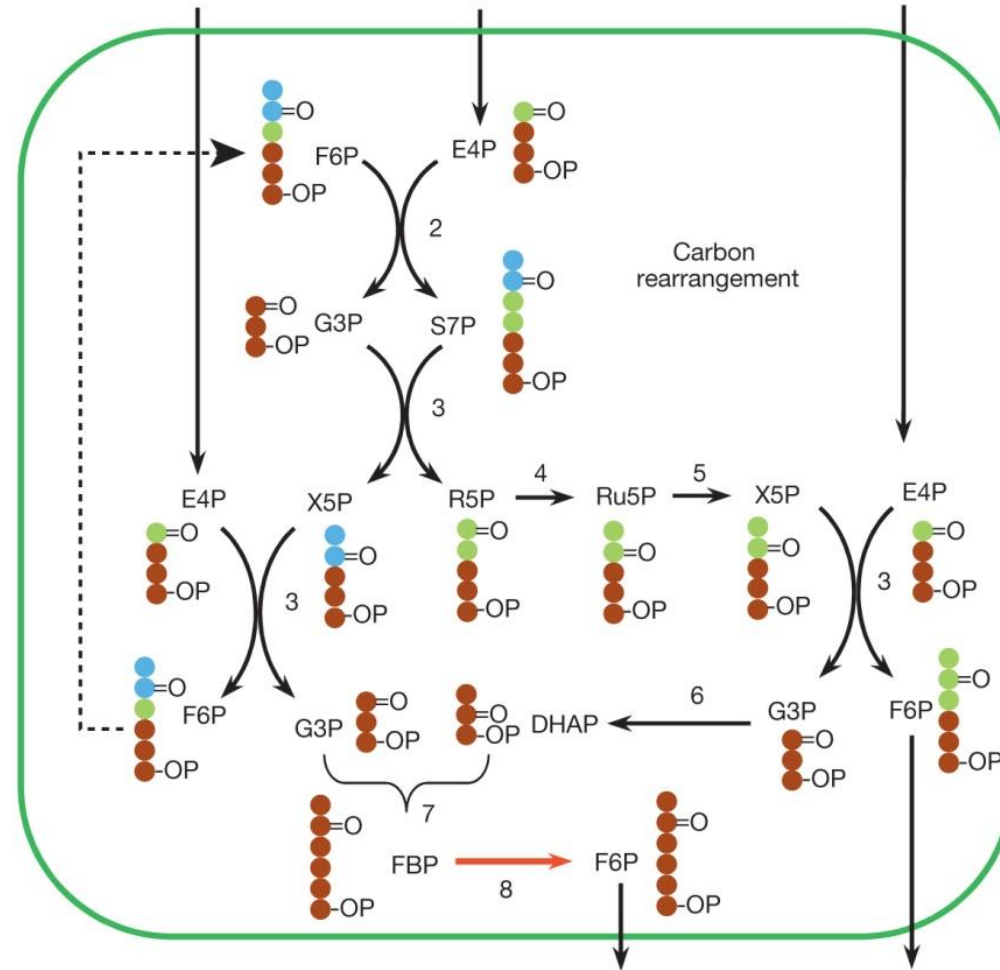 =O
F6P
-OP
E4P
=O
-OP
2
Carbon
rearrangement
=O
G3P
-OP
S7P
=O
-OP
3
E4P
=O
-OP
X5P
=O
-OP
R5P
=O
-OP
4
Ru5P
=O
-OP
5
X5P
=O
-OP
E4P
=O
-OP
3
3
=O
F6P
-OP
G3P
=O
-OP
=O
-OP
DHAP
6
G3P
=O
-OP
F6P
=O
-OP
7
=O
-OP
FBP
8
F6P
=O
-OP